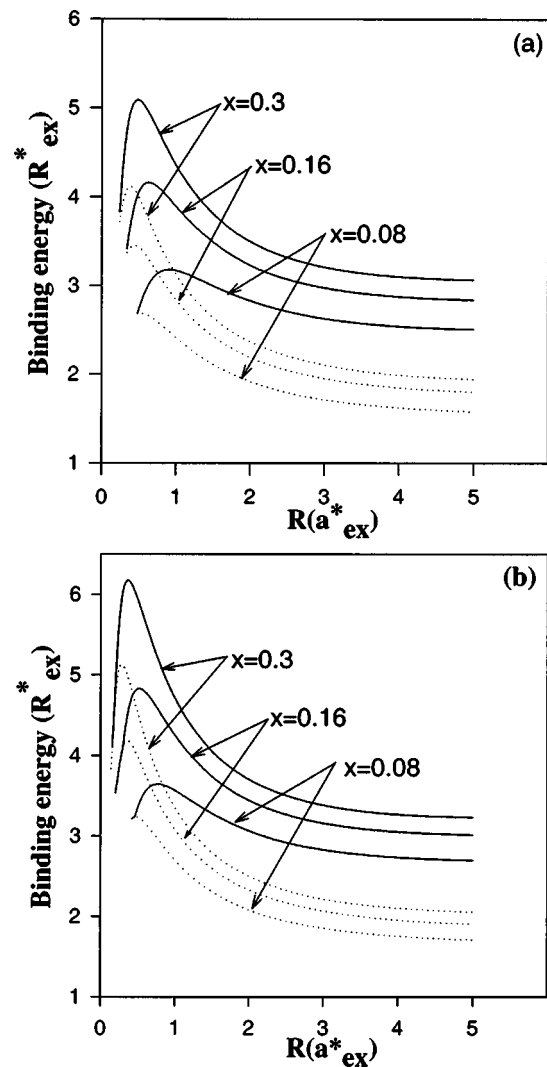 (a)
Binding energy (R*ex)
6
5
4
3
2
1
x=0.3
x=0.16
x=0.08
0 1 2 3 4 5
R(a*ex)
(b)
Binding energy (R*ex)
6
5
4
3
2
1
x=0.3
x=0.16
x=0.08
0 1 2 3 4 5
R(a*ex)